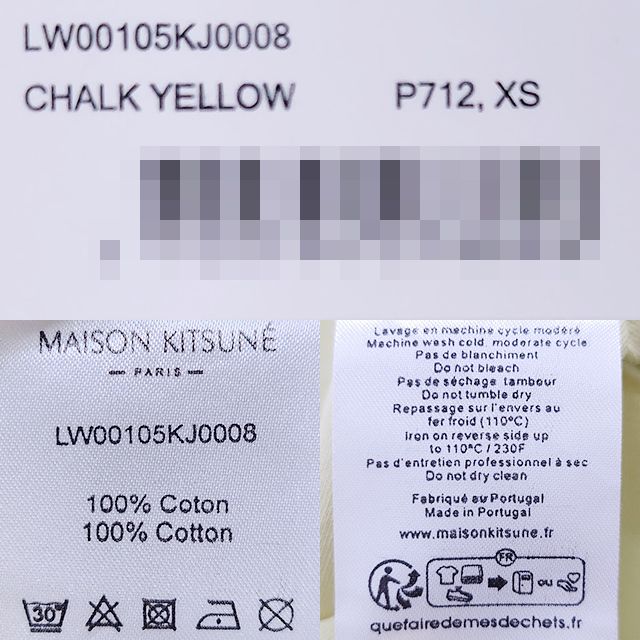 LW00105KJ0008
CHALK YELLOW P712, XS
MAISON KITSUNÉ
PARIS
LW00105KJ0008
100% Coton
100% Cotton
30°
Lavage en machine cycle modéré
Machine wash cold, moderate cycle
Pas de blanchiment
Do not bleach
Pas de séchage tambour
Do not tumble dry
Repassage sur l'envers au
fer froid (110°C)
Iron on reverse side up
to 110°C / 230F
Pas d'entretien professionnel à sec
Do not dry clean
Fabriqué au Portugal
Made in Portugal
www.maisonkitsune.fr
FR
OU
quefairedemesdechets.fr